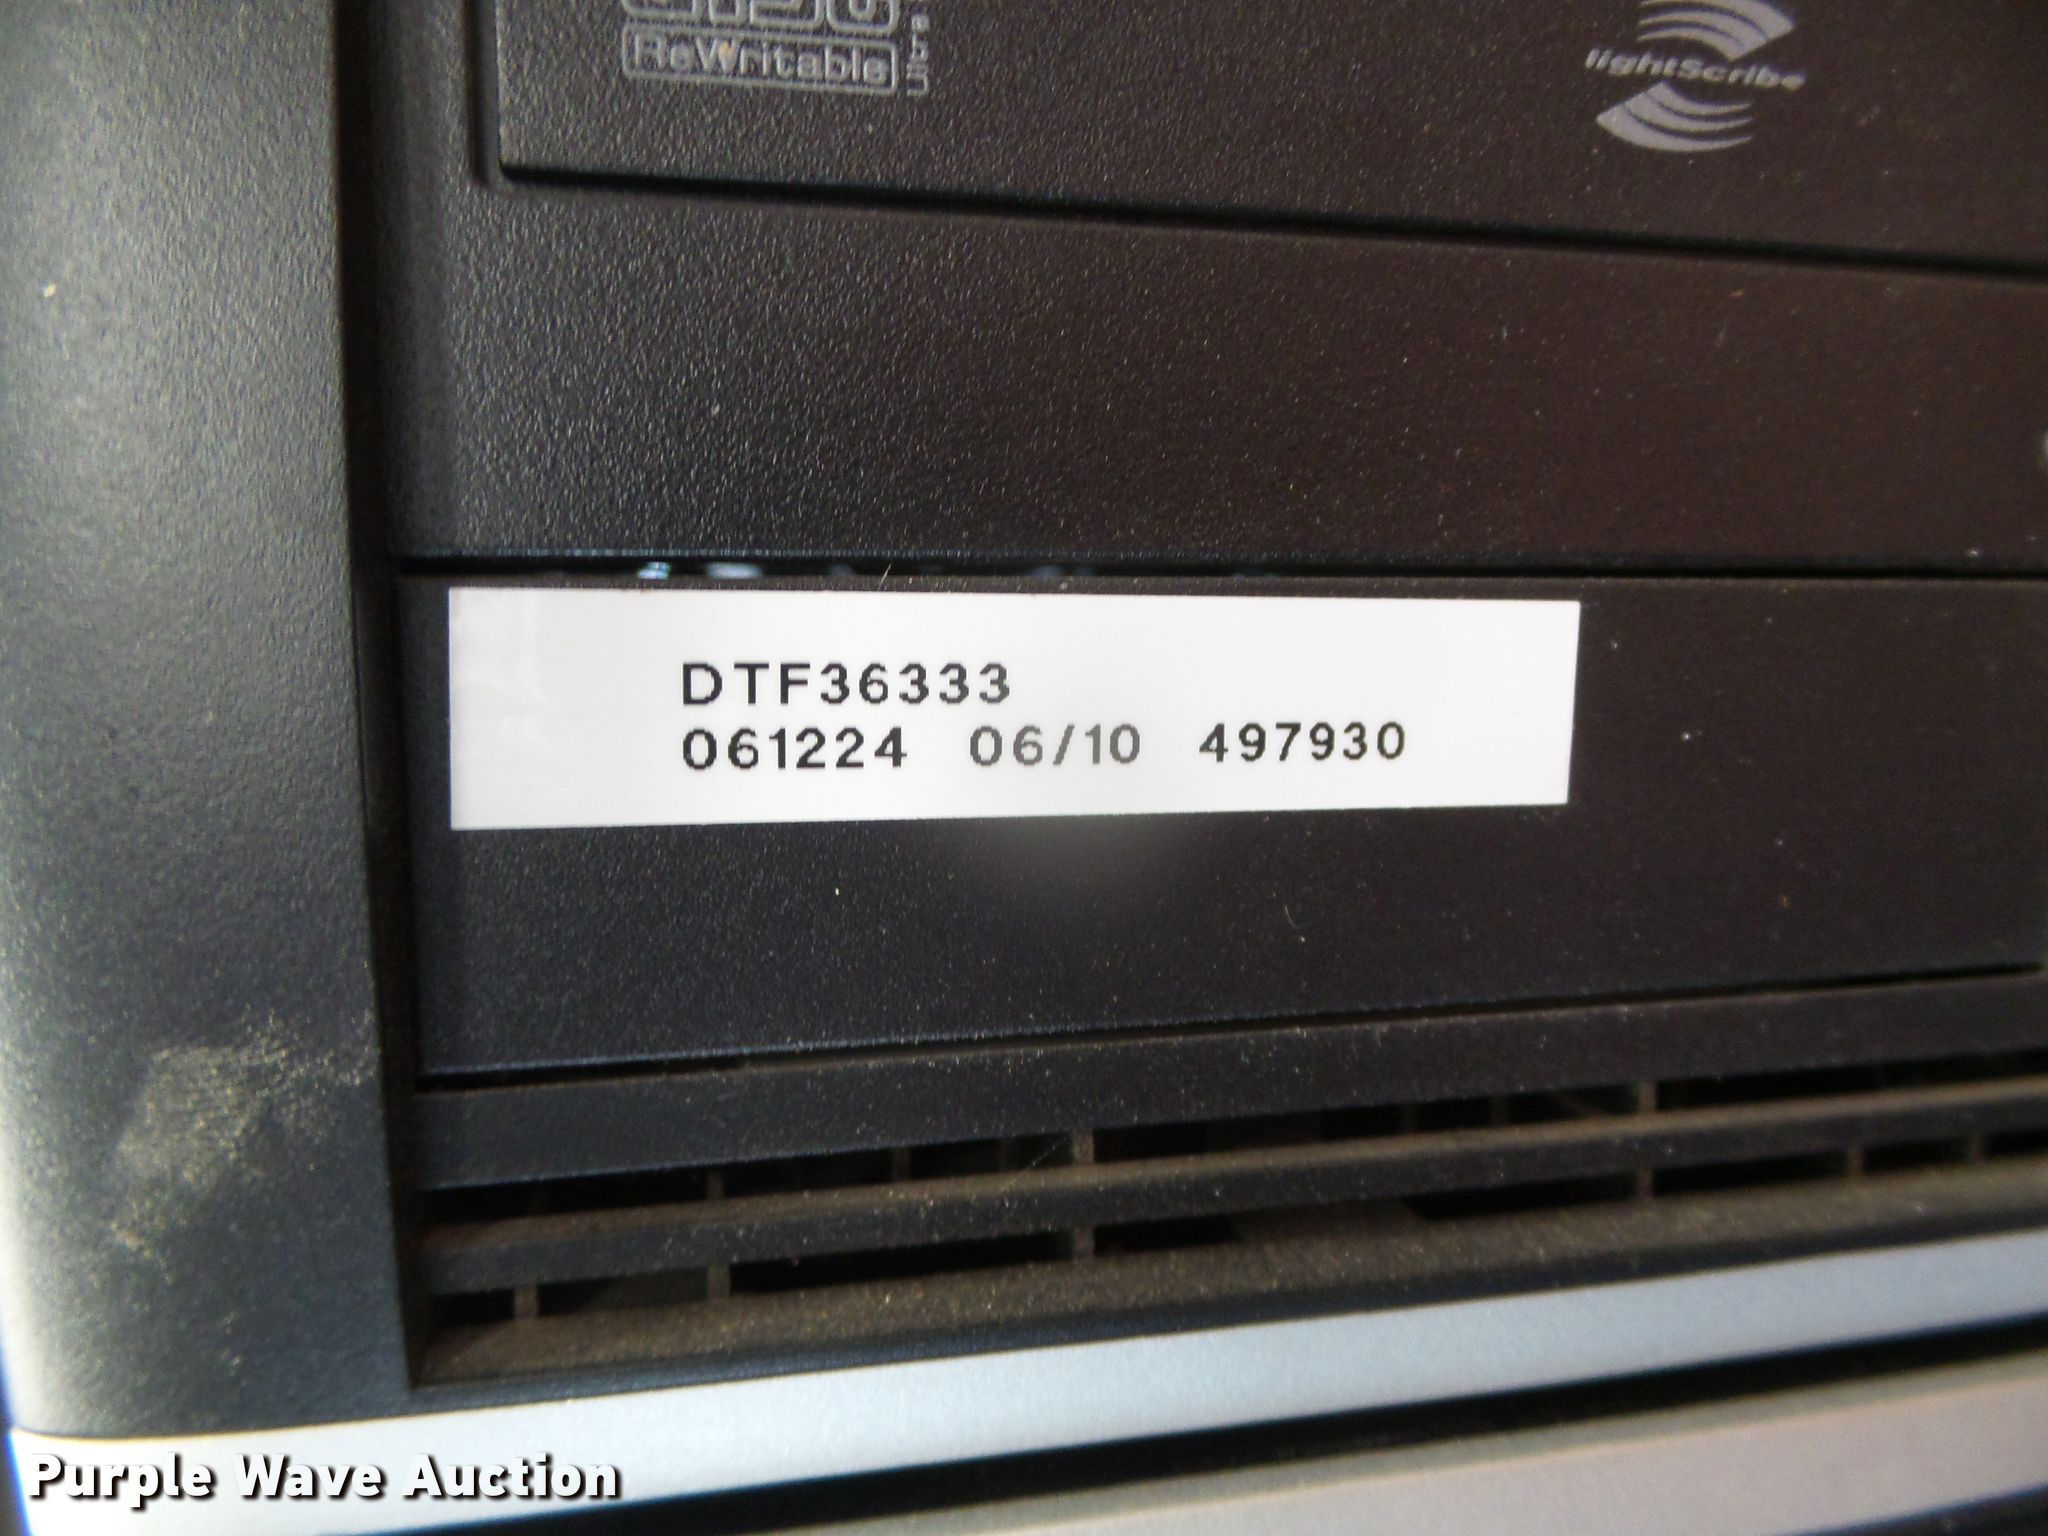 ReWritable
lightScribe
DTF36333
061224 06/10 497930
Purple Wave Auction